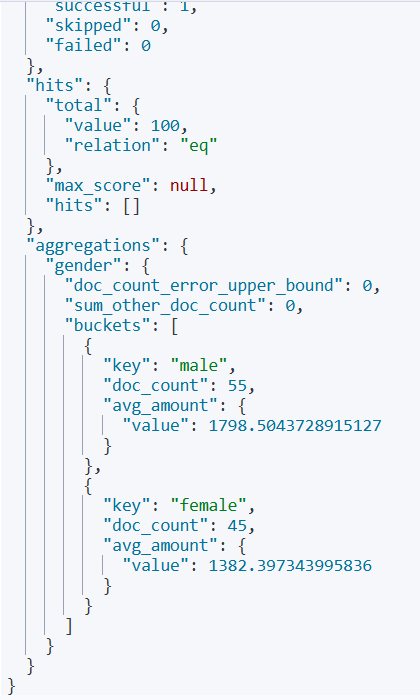 "successful": 1,
"skipped": 0,
"failed": 0
},
"hits": {
"total": {
"value": 100,
"relation": "eq"
},
"max_score": null,
"hits": []
},
"aggregations": {
"gender": {
"doc_count_error_upper_bound": 0,
"sum_other_doc_count": 0,
"buckets": [
{
"key": "male",
"doc_count": 55,
"avg_amount": {
"value": 1798.5043728915127
}
},
{
"key": "female",
"doc_count": 45,
"avg_amount": {
"value": 1382.397343995836
}
}
]
}
}
}